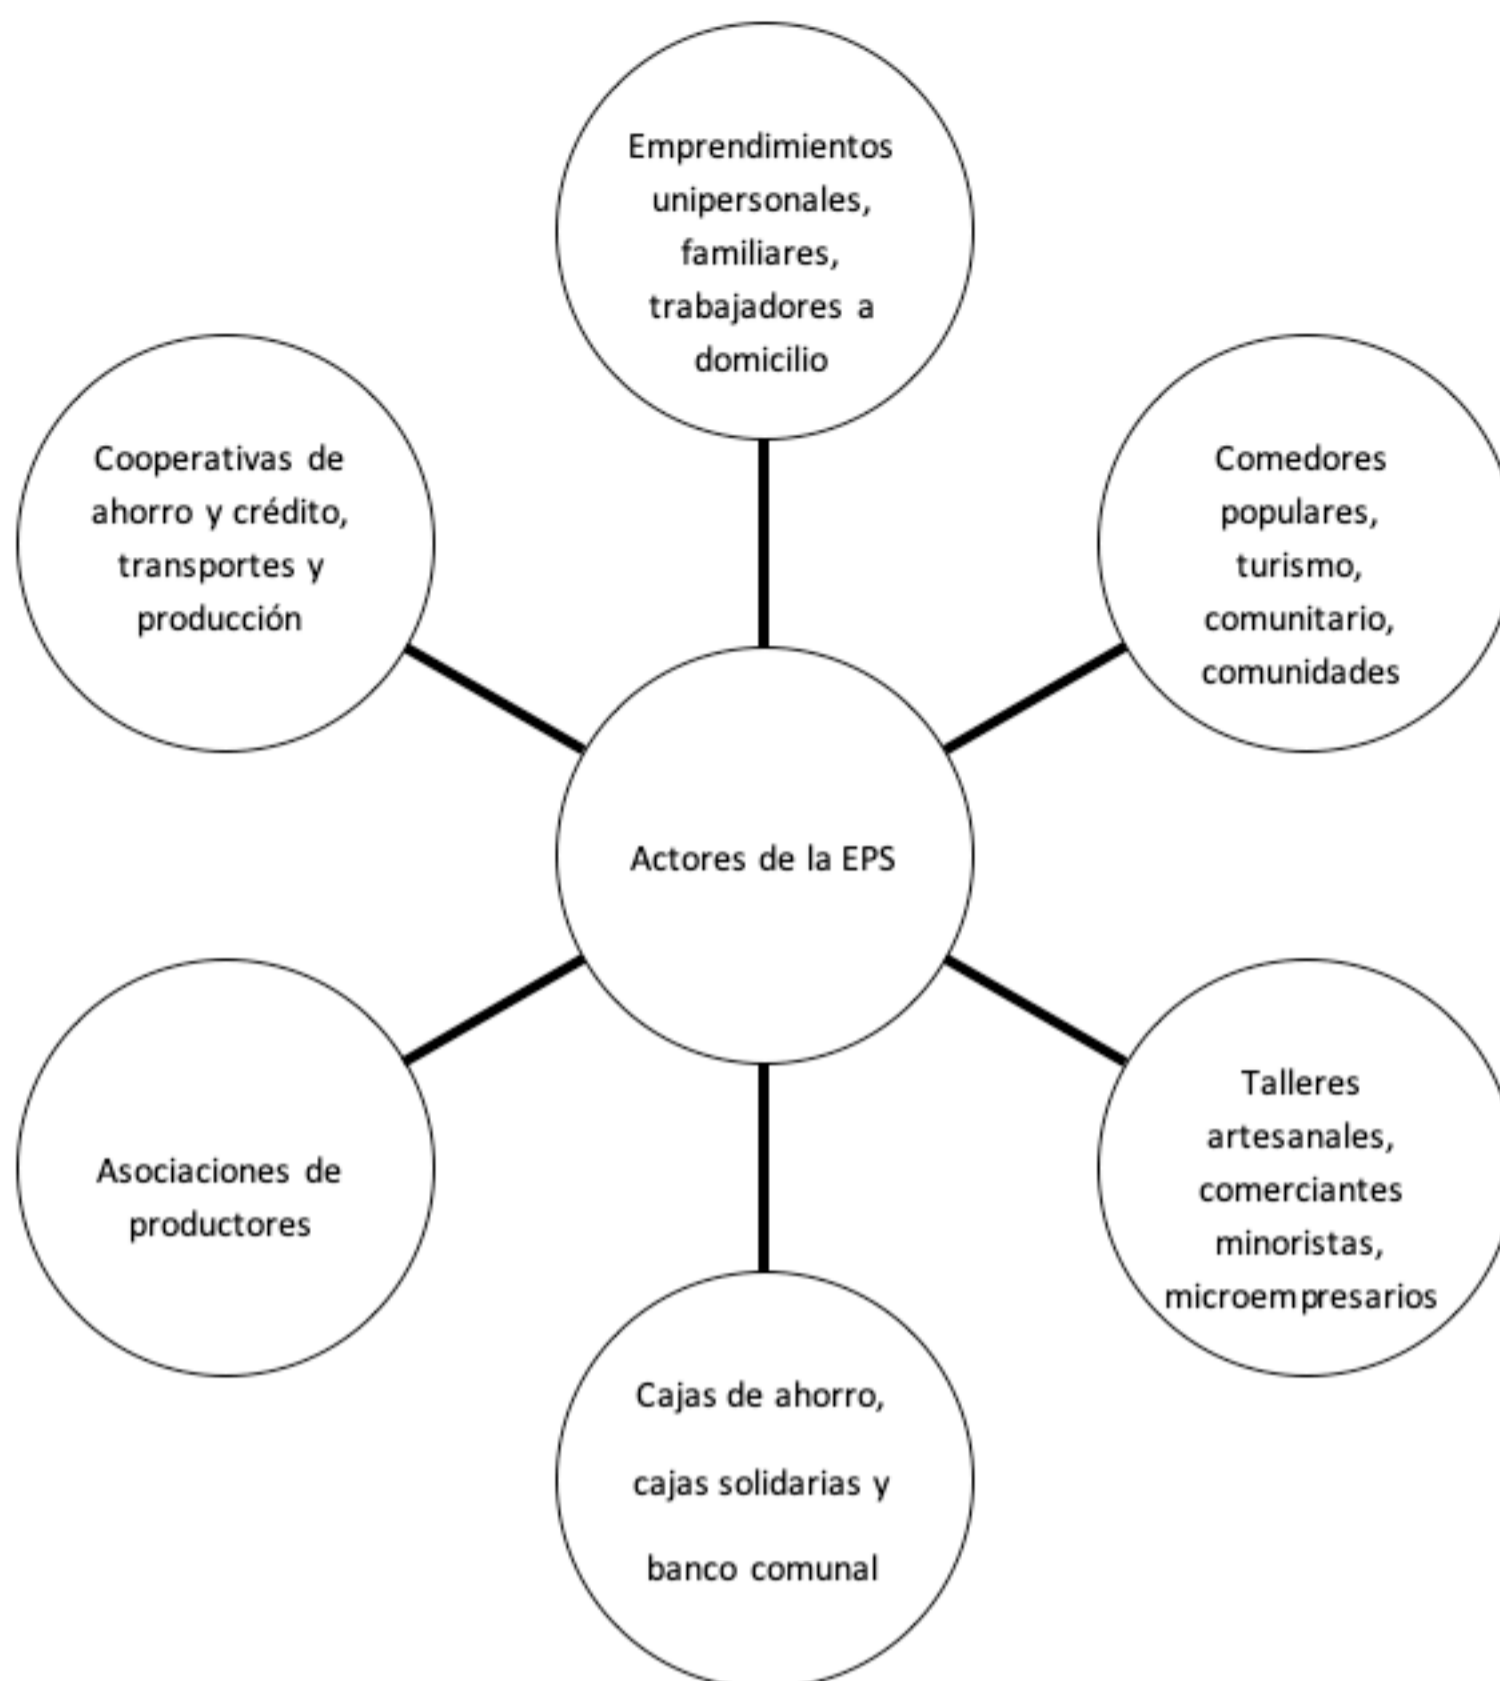 Emprendimientos
unipersonales,
familiares,
trabajadores a
domicilio
Cooperativas de
ahorro y crédito,
transportes y
producción
Comedores
populares,
turismo,
comunitario,
comunidades
Actores de la EPS
Asociaciones de
productores
Talleres
artesanales,
comerciantes
minoristas,
microempresarios
Cajas de ahorro,
cajas solidarias y
banco comunal